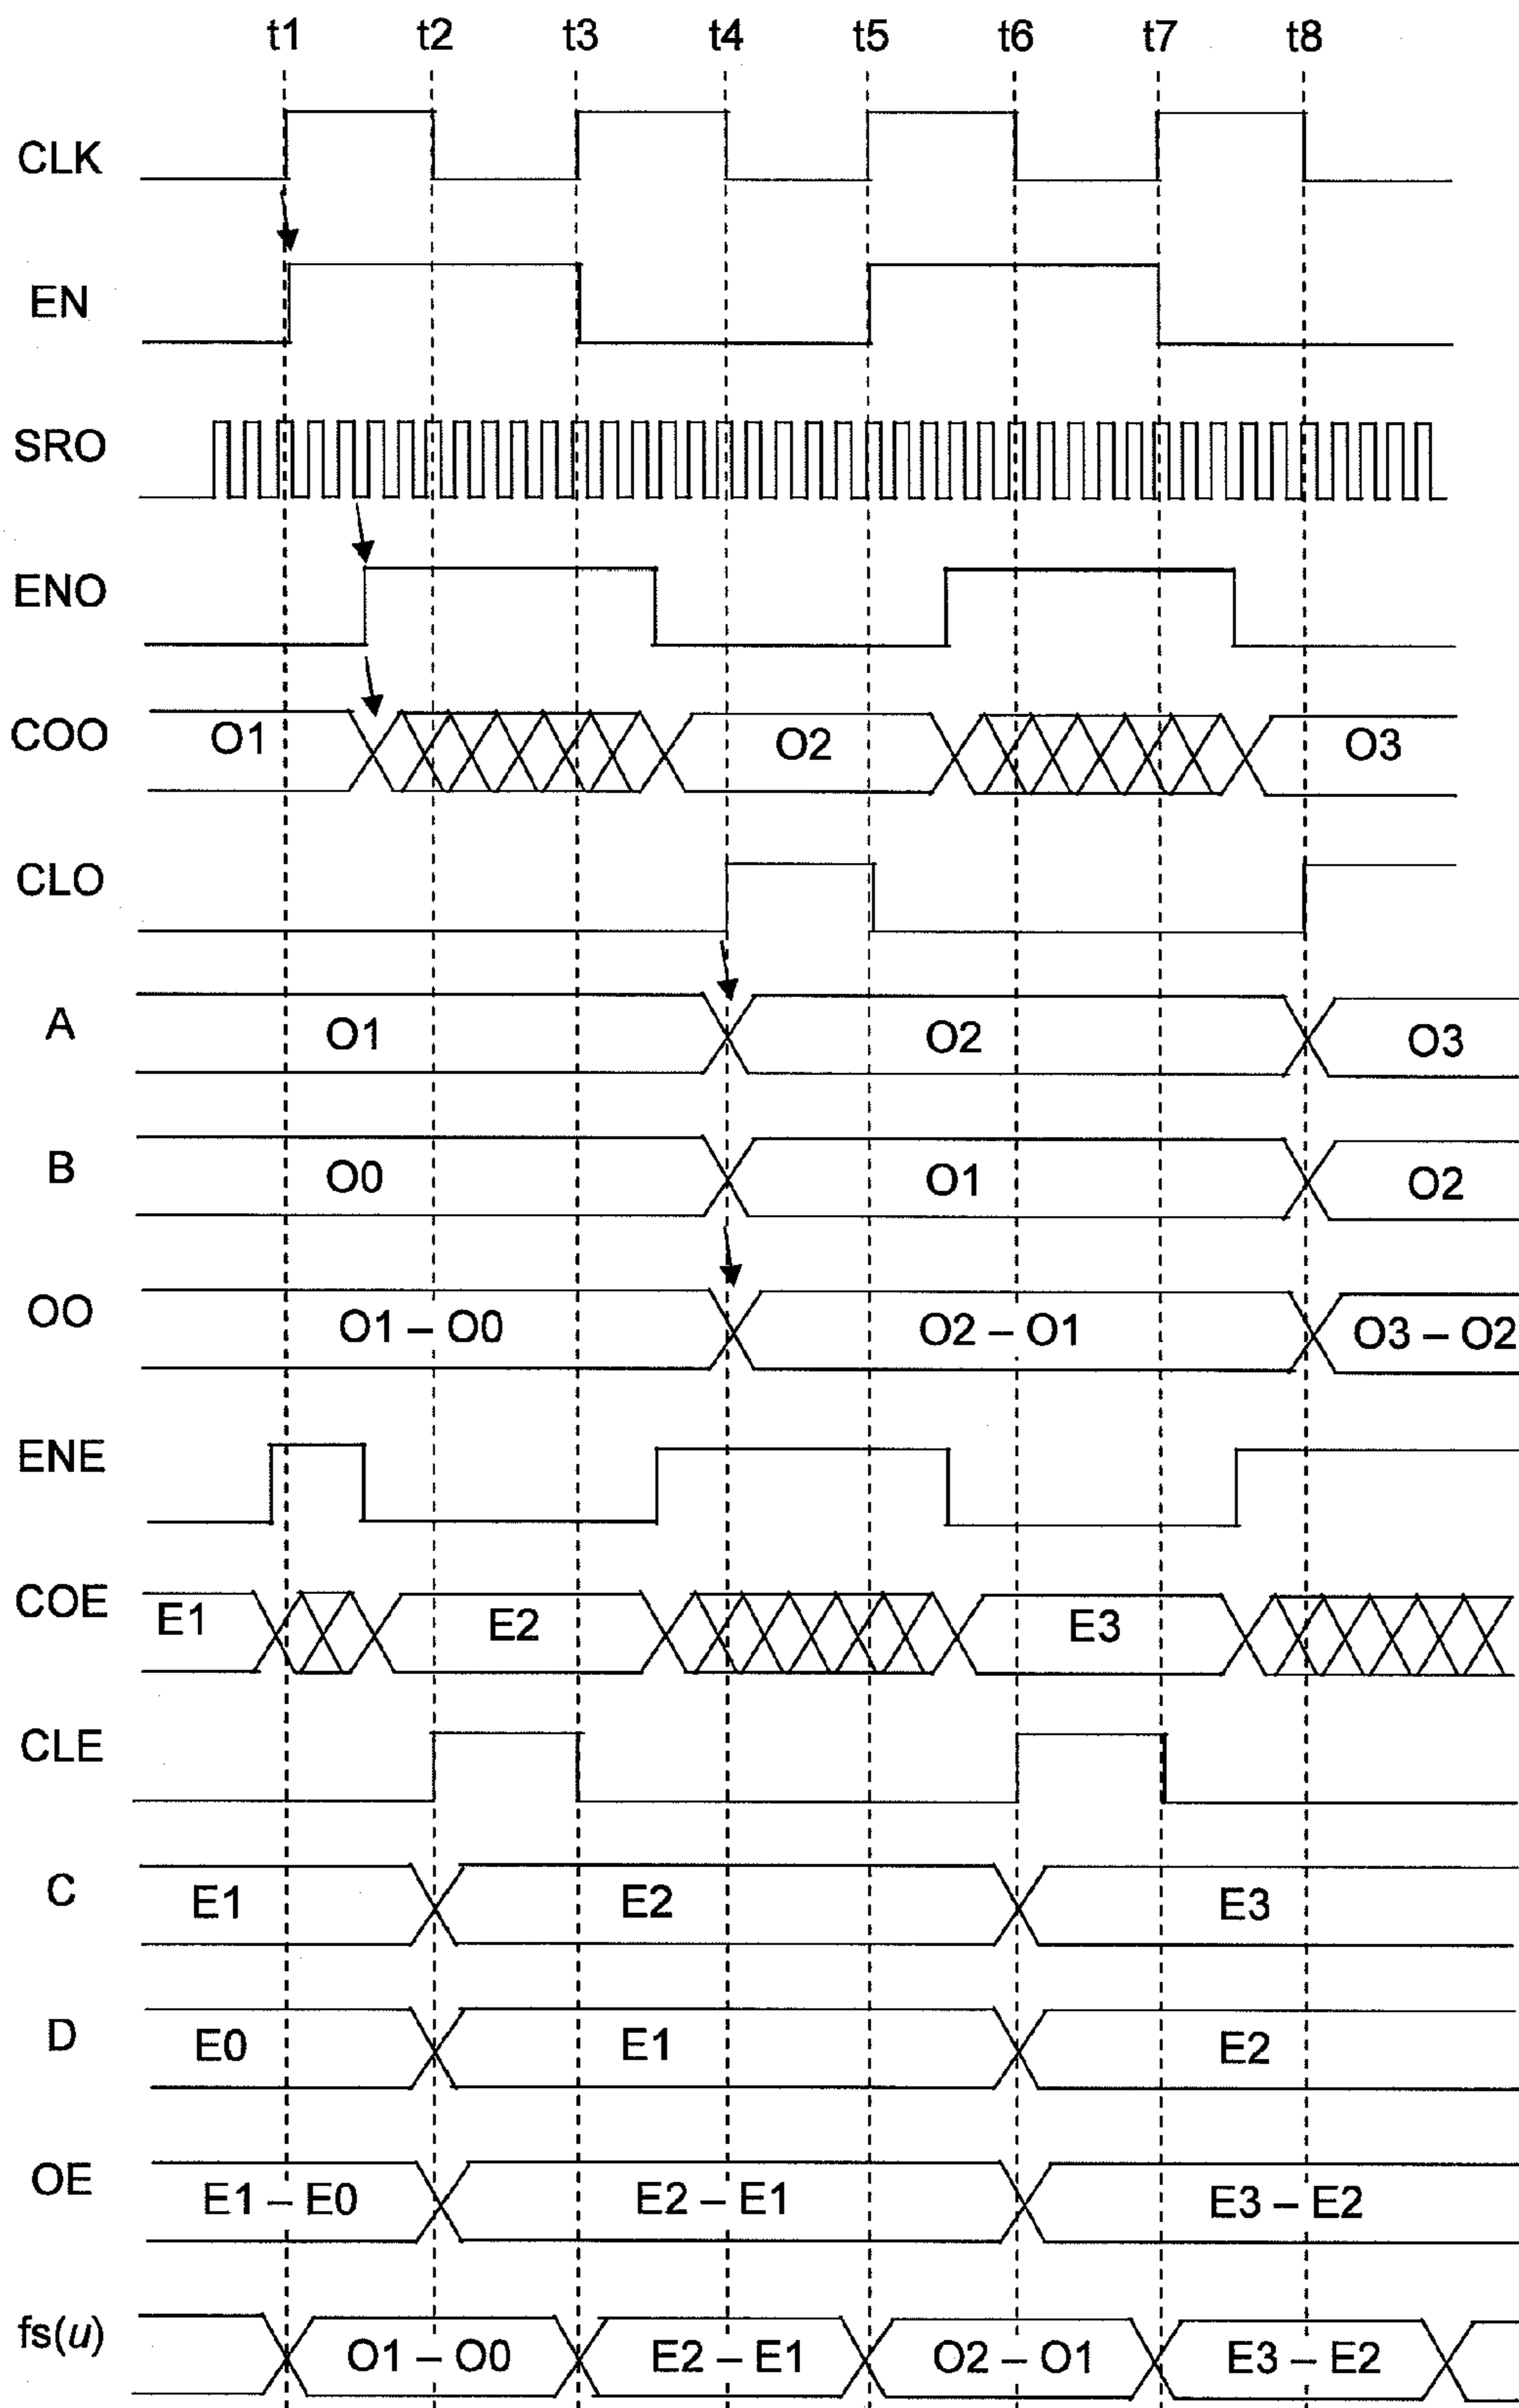 t1 t2 t3 t4 t5 t6 t7 t8
CLK
EN
SRO
ENO
COO O1 O2 O3
CLO
A O1 O2 O3
B O0 O1 O2
OO O1 – O0 O2 – O1 O3 – O2
ENE
COE E1 E2 E3
CLE
C E1 E2 E3
D E0 E1 E2
OE E1 – E0 E2 – E1 E3 – E2
fs(u) O1 – O0 E2 – E1 O2 – O1 E3 – E2